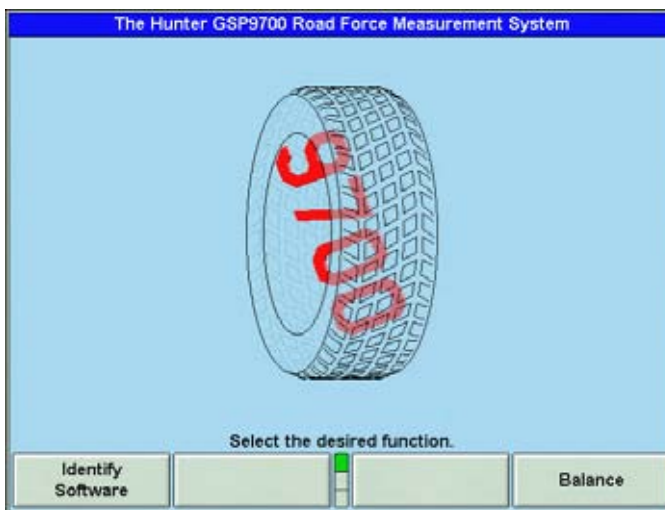 The Hunter GSP9700 Road Force Measurement System
9700
Select the desired function.
Identify
Software
Balance